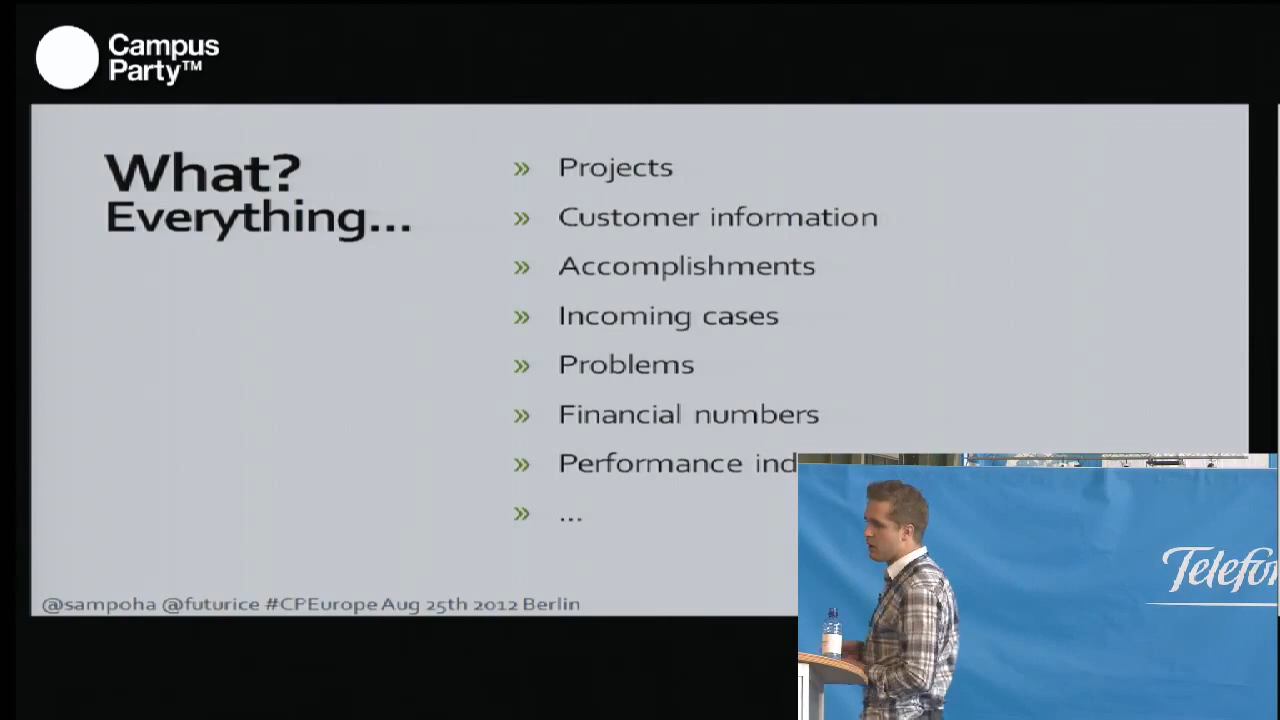 Campus
Party™
What?
Everything...
» Projects
» Customer information
» Accomplishments
» Incoming cases
» Problems
» Financial numbers
» Performance ind
» ...
@sampoha @futurice #CPEurope Aug 25th 2012 Berlin
Telefon